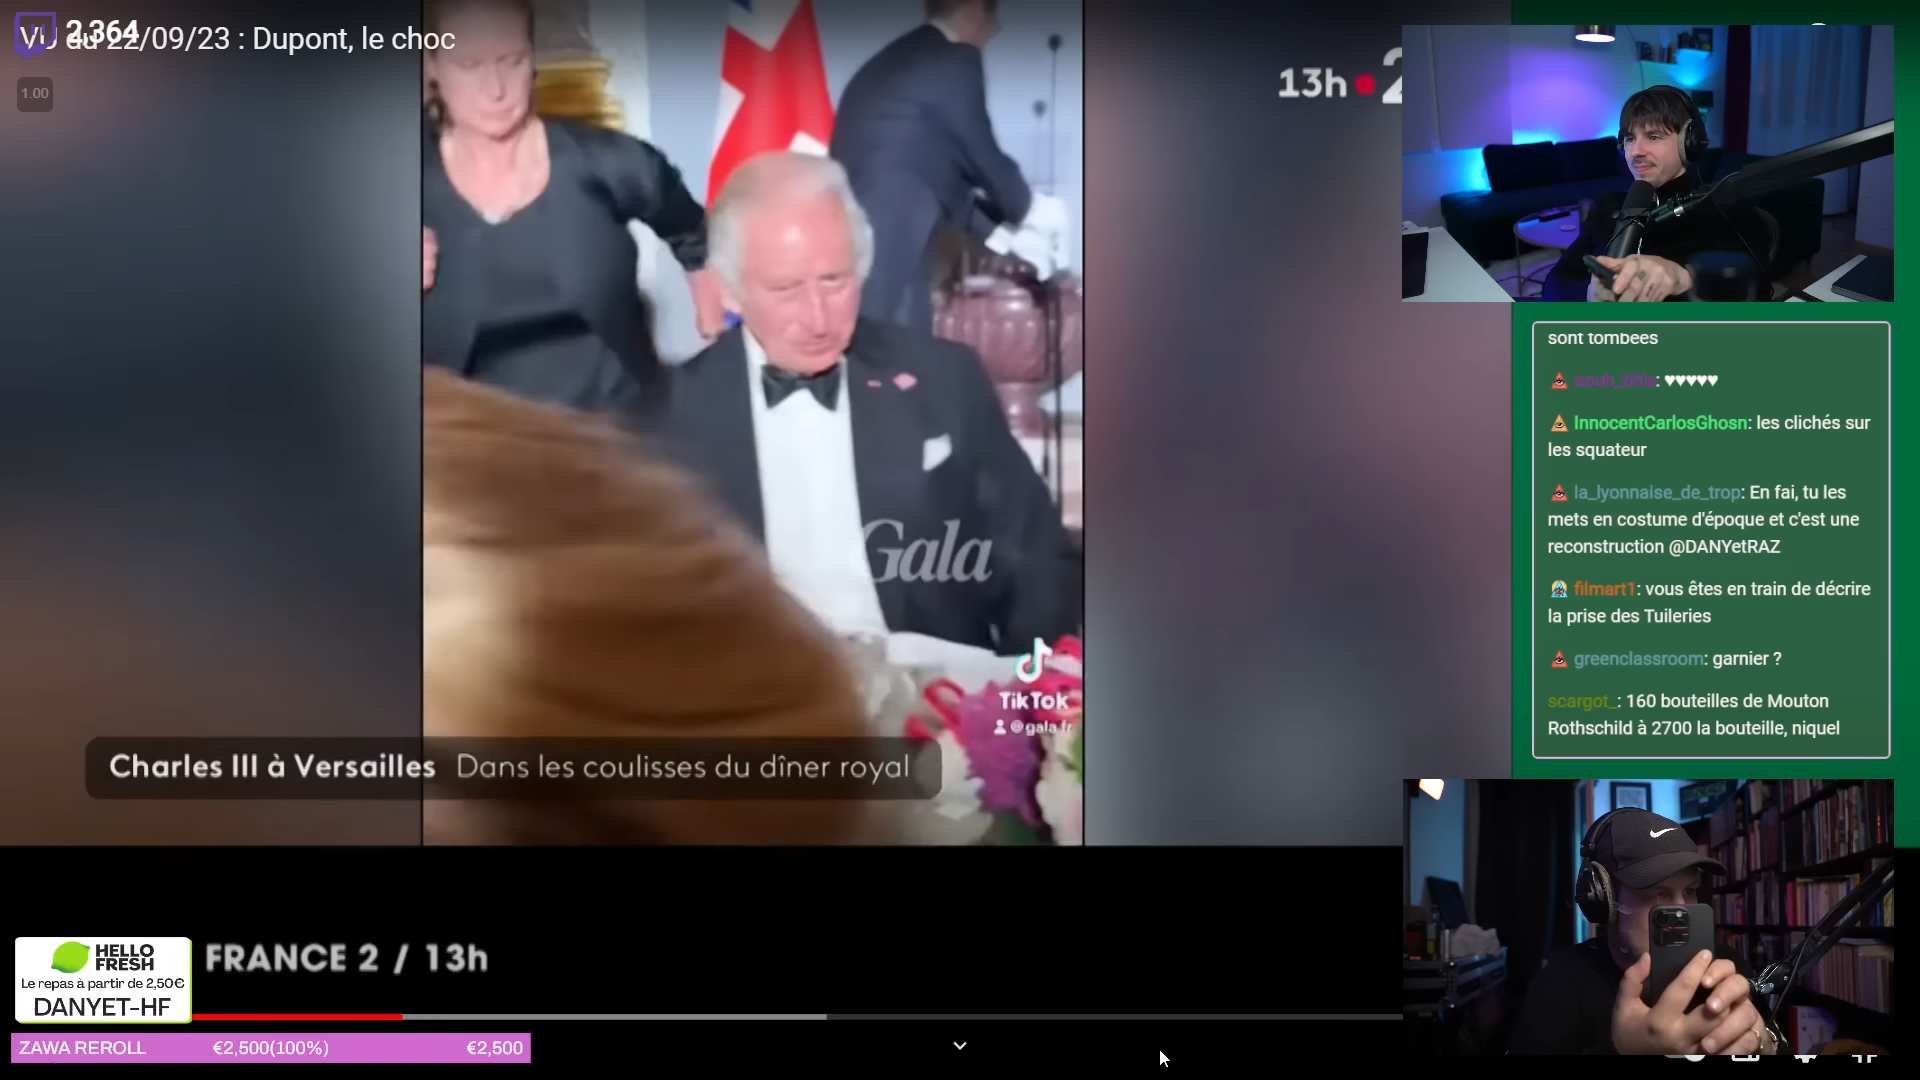 2,364
VU du 22/09/23 : Dupont, le choc
1.00
13h 2
Gala
TikTok
@gala.fr
Charles III à Versailles Dans les coulisses du dîner royal
FRANCE 2 / 13h
HELLO
FRESH
Le repas à partir de 2,50€
DANYET-HF
ZAWA REROLL €2,500(100%) €2,500
sont tombées
souh_bbls: ♥♥♥♥♥
InnocentCarlosGhosn: les clichés sur
les squateur
la_lyonnaise_de_trop: En fai, tu les
mets en costume d'époque et c'est une
reconstruction @DANYetRAZ
filmart1: vous êtes en train de décrire
la prise des Tuileries
greenclassroom: garnier ?
scargot_: 160 bouteilles de Mouton
Rothschild à 2700 la bouteille, niquel